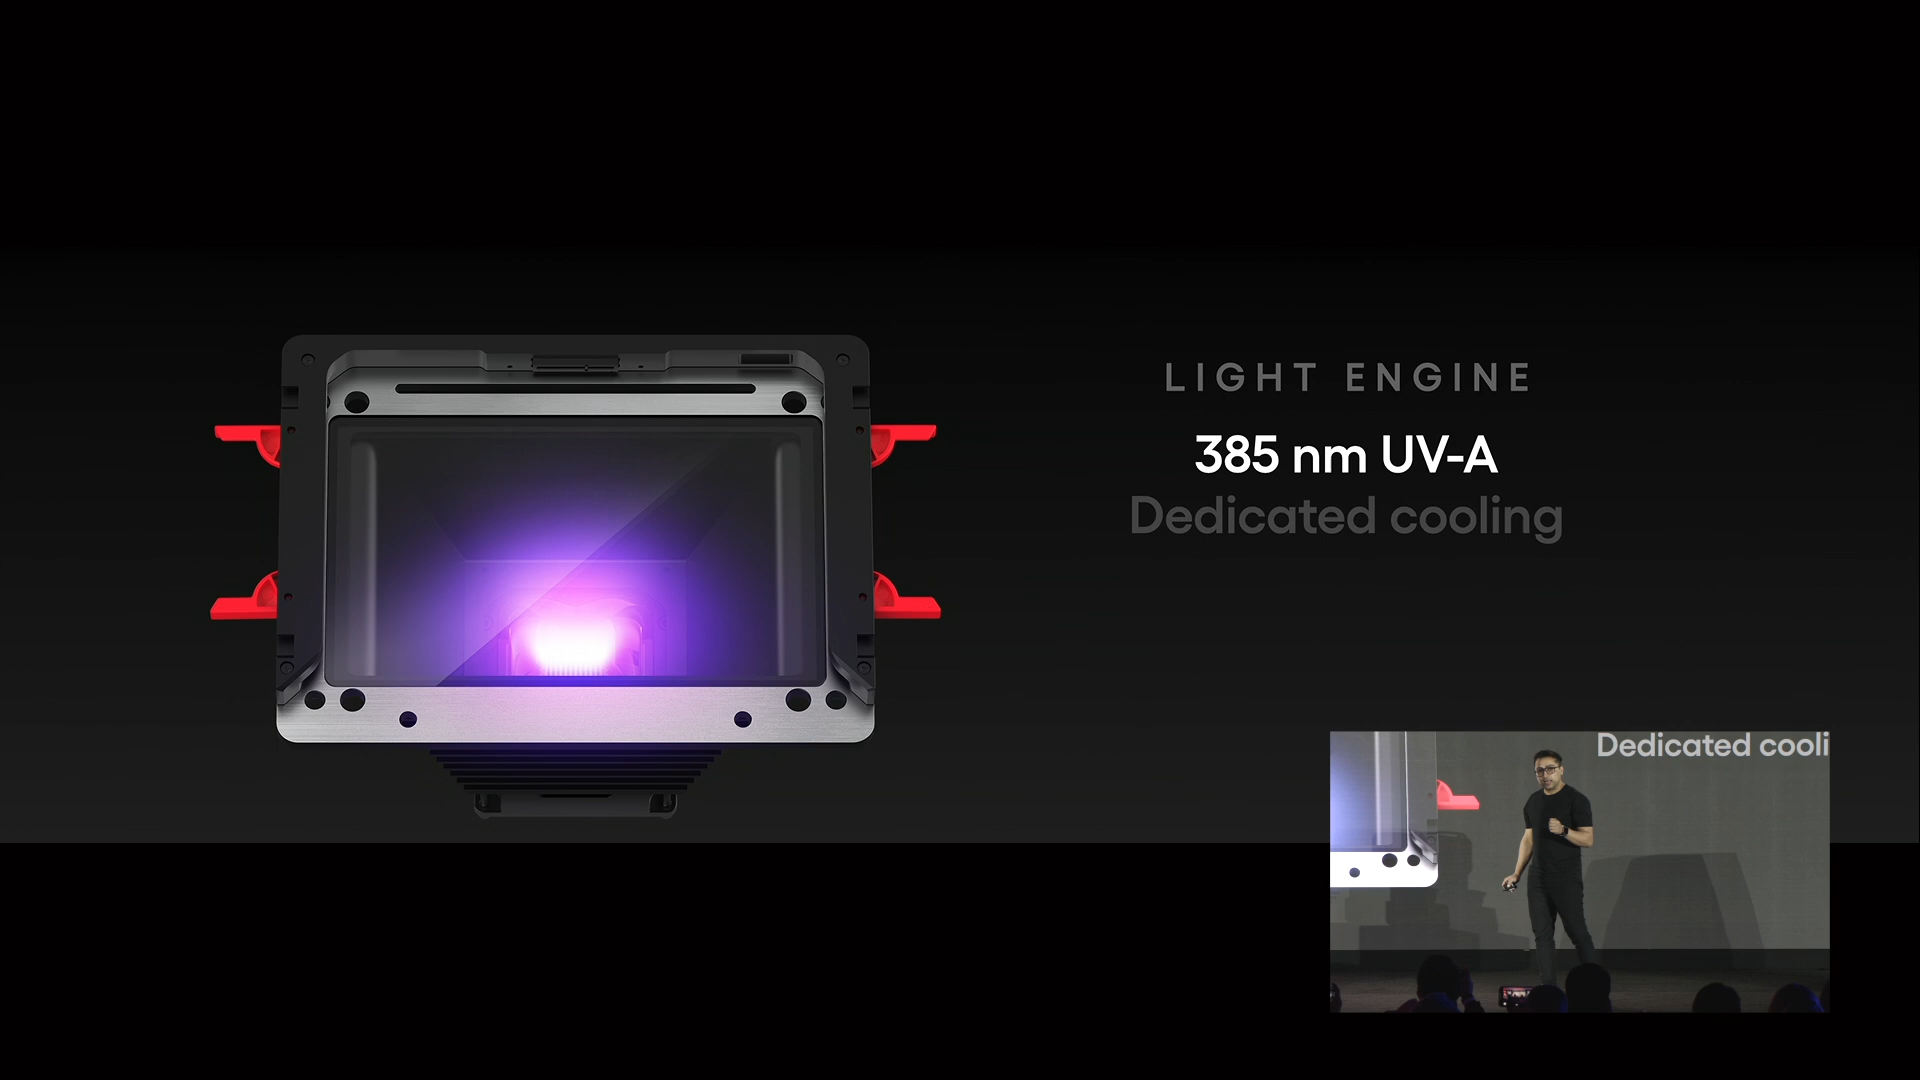 LIGHT ENGINE
385 nm UV-A
Dedicated cooling
Dedicated cooli